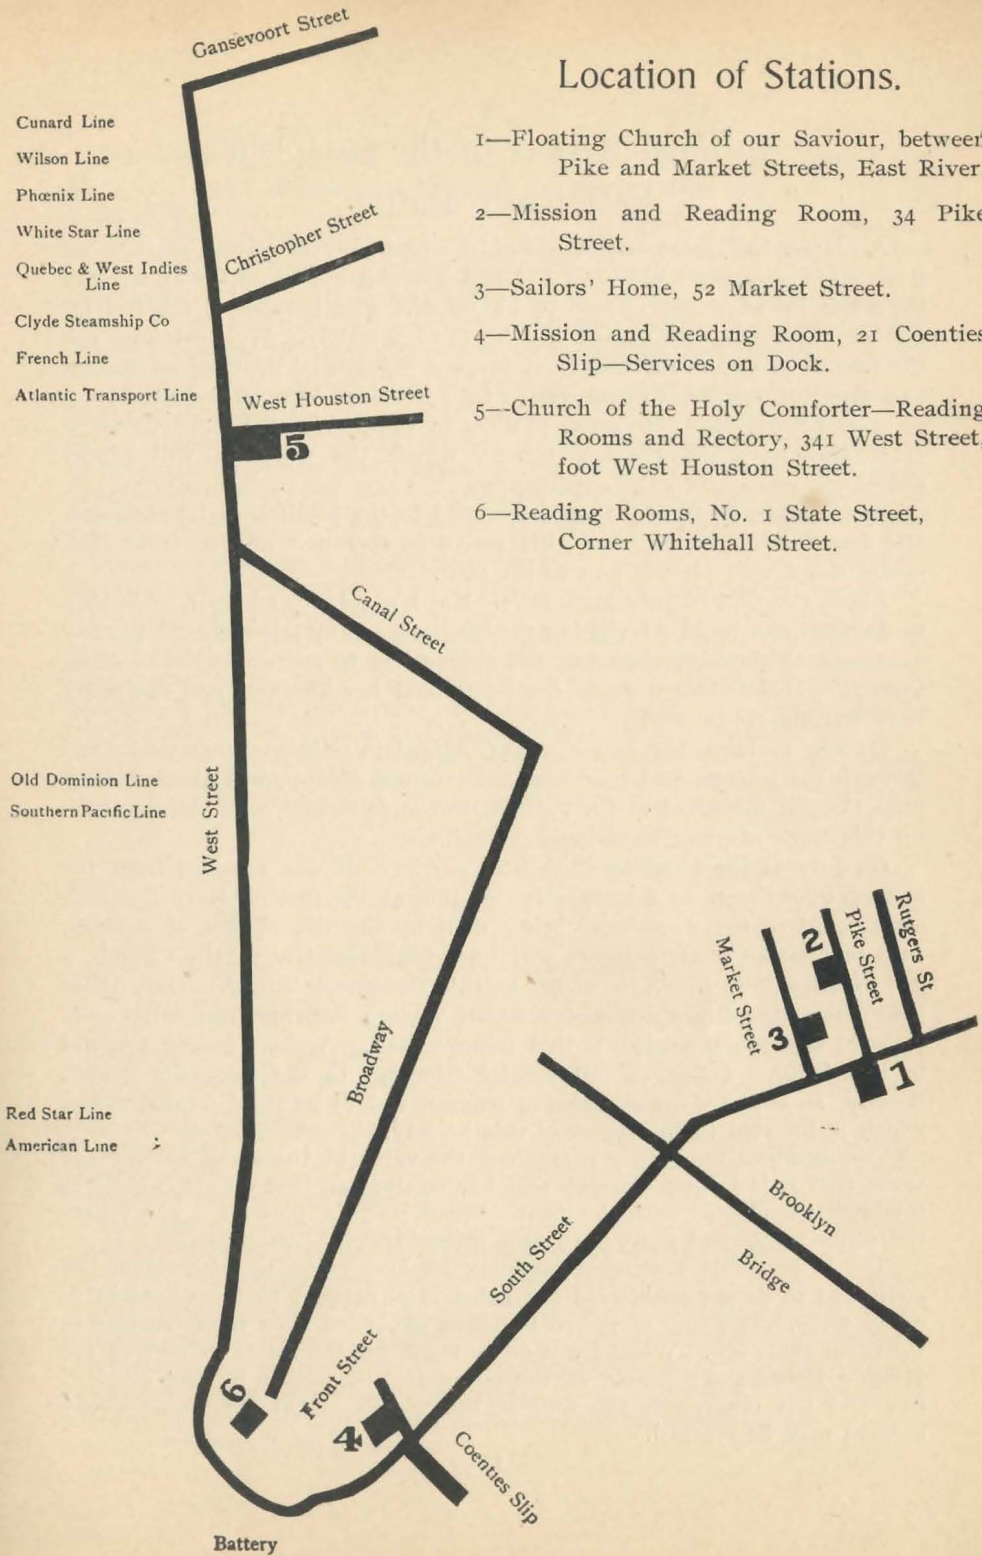 Gansevoort Street
Location of Stations.
1—Floating Church of our Saviour, between
Pike and Market Streets, East River
2—Mission and Reading Room, 34 Pike
Street.
3—Sailors' Home, 52 Market Street.
4—Mission and Reading Room, 21 Coenties
Slip—Services on Dock.
5—Church of the Holy Comforter—Reading
Rooms and Rectory, 341 West Street,
foot West Houston Street.
6—Reading Rooms, No. 1 State Street,
Corner Whitehall Street.
Cunard Line
Wilson Line
Phœnix Line
White Star Line
Quebec & West Indies
Line
Clyde Steamship Co
French Line
Atlantic Transport Line
Christopher Street
West Houston Street
5
Canal Street
Old Dominion Line
Southern Pacific Line
West Street
Broadway
Market Street
2
Pike Street
Rutgers St
3
1
Red Star Line
American Line
Brooklyn
Bridge
South Street
Front Street
6
4
Coenties Slip
Battery